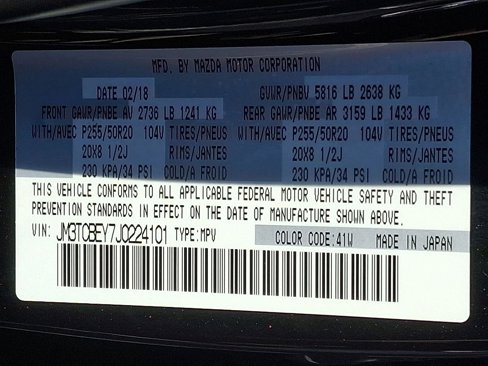 MFD. BY MAZDA MOTOR CORPORATION
DATE 02/18 GVWR/PNBV 5816 LB 2638 KG
FRONT GAWR/PNBE AV 2736 LB 1241 KG REAR GAWR/PNBE AR 3159 LB 1433 KG
WITH/AVEC P255/50R20 104V TIRES/PNEUS WITH/AVEC P255/50R20 104V TIRES/PNEUS
20X8 1/2J RIMS/JANTES 20X8 1/2J RIMS/JANTES
230 KPA/34 PSI COLD/A FROID 230 KPA/34 PSI COLD/A FROID
THIS VEHICLE CONFORMS TO ALL APPLICABLE FEDERAL MOTOR VEHICLE SAFETY AND THEFT
PREVENTION STANDARDS IN EFFECT ON THE DATE OF MANUFACTURE SHOWN ABOVE.
VIN: JM3TCBEY7J0224101 TYPE:MPV COLOR CODE:41W MADE IN JAPAN